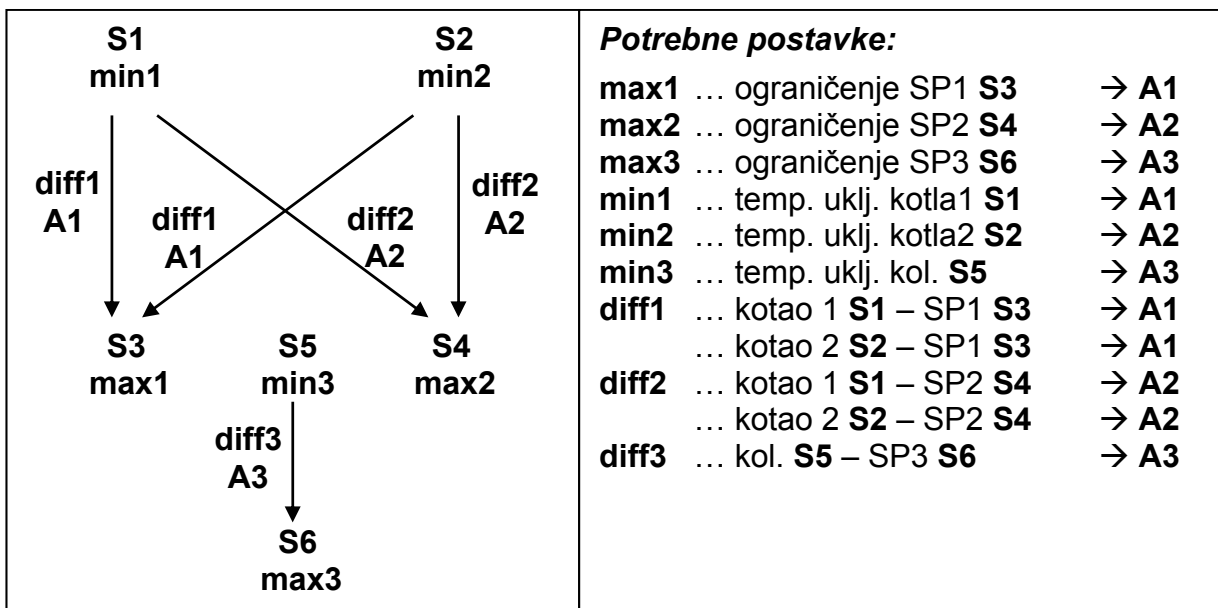 S1 S2
min1 min2
diff1 diff2
A1 diff1 diff2 A2
A1 A2
S3 S5 S4
max1 min3 max2
diff3
A3
S6
max3
Potrebne postavke:
max1 … ograničenje SP1 S3 → A1
max2 … ograničenje SP2 S4 → A2
max3 … ograničenje SP3 S6 → A3
min1 … temp. uklj. kotla1 S1 → A1
min2 … temp. uklj. kotla2 S2 → A2
min3 … temp. uklj. kol. S5 → A3
diff1 … kotao 1 S1 – SP1 S3 → A1
… kotao 2 S2 – SP1 S3 → A1
diff2 … kotao 1 S1 – SP2 S4 → A2
… kotao 2 S2 – SP2 S4 → A2
diff3 … kol. S5 – SP3 S6 → A3